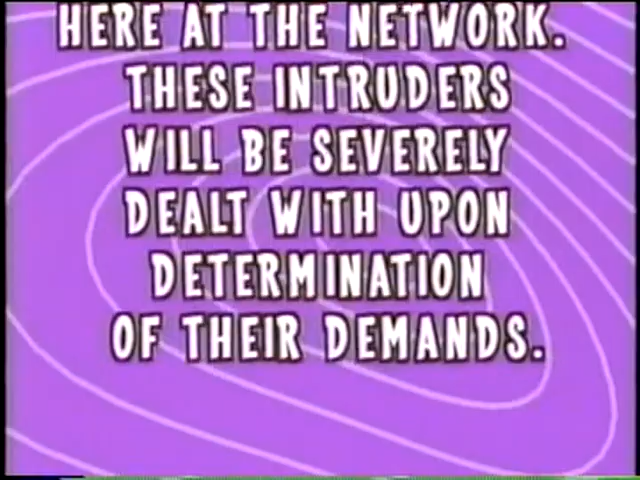 HERE AT THE NETWORK.
THESE INTRUDERS
WILL BE SEVERELY
DEALT WITH UPON
DETERMINATION
OF THEIR DEMANDS.